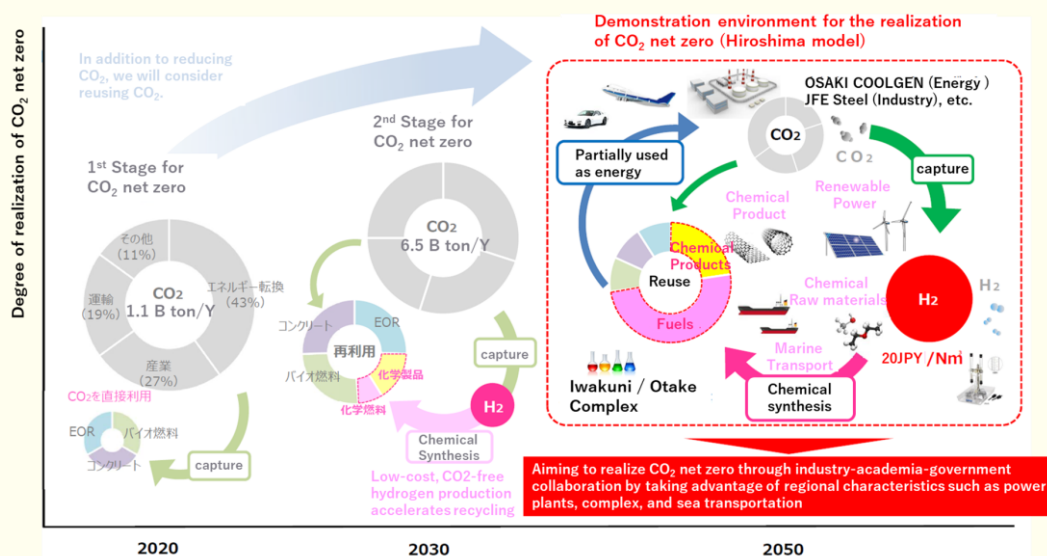 Degree of realization of CO₂ net zero
In addition to reducing
CO₂, we will consider
reusing CO₂.
1st Stage for
CO₂ net zero
その他
(11%)
運輸
(19%)
CO₂
1.1 B ton/Y
エネルギー転換
(43%)
産業
(27%)
CO₂を直接利用
EOR
バイオ燃料
コンクリート
capture
2nd Stage for
CO₂ net zero
CO₂
6.5 B ton/Y
コンクリート
EOR
再利用
バイオ燃料
化学製品
化学燃料
capture
H₂
Chemical
Synthesis
Low-cost, CO2-free
hydrogen production
accelerates recycling
Demonstration environment for the realization
of CO₂ net zero (Hiroshima model)
OSAKI COOLGEN (Energy )
JFE Steel (Industry), etc.
CO₂
CO₂
Partially used
as energy
capture
Chemical
Product
Renewable
Power
Chemical
Products
Reuse
Fuels
Chemical
Raw materials
H₂
H₂
Marine
Transport
20JPY /Nm
Iwakuni / Otake
Complex
Chemical
synthesis
Aiming to realize CO₂ net zero through industry-academia-government
collaboration by taking advantage of regional characteristics such as power
plants, complex, and sea transportation
2020
2030
2050